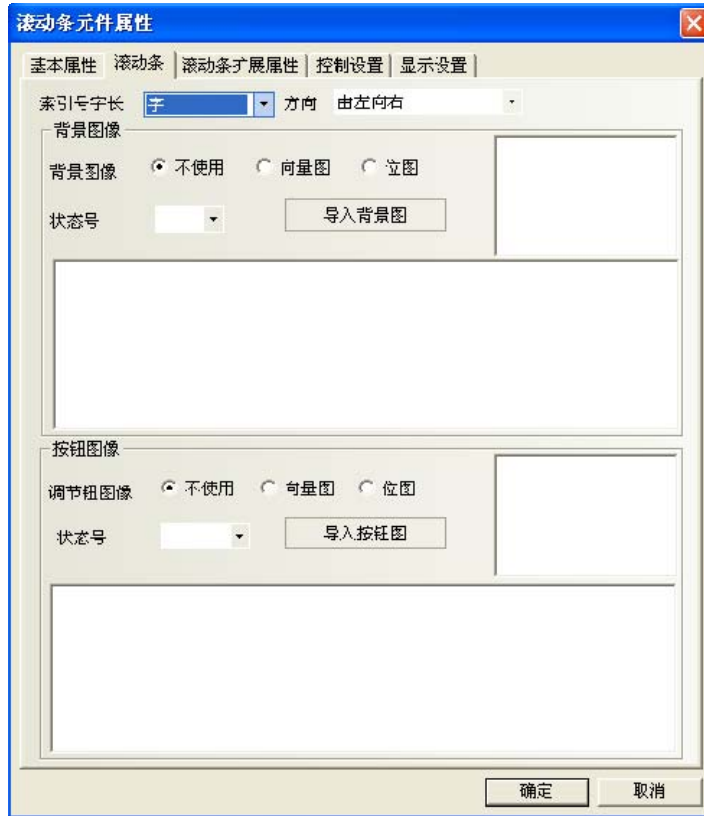 滚动条元件属性
基本属性 滚动条 滚动条扩展属性 控制设置 显示设置
索引号字长 字 方向 由左向右
背景图像
背景图像 不使用 向量图 位图
状态号 导入背景图
按钮图像
调节钮图像 不使用 向量图 位图
状态号 导入按钮图
确定 取消